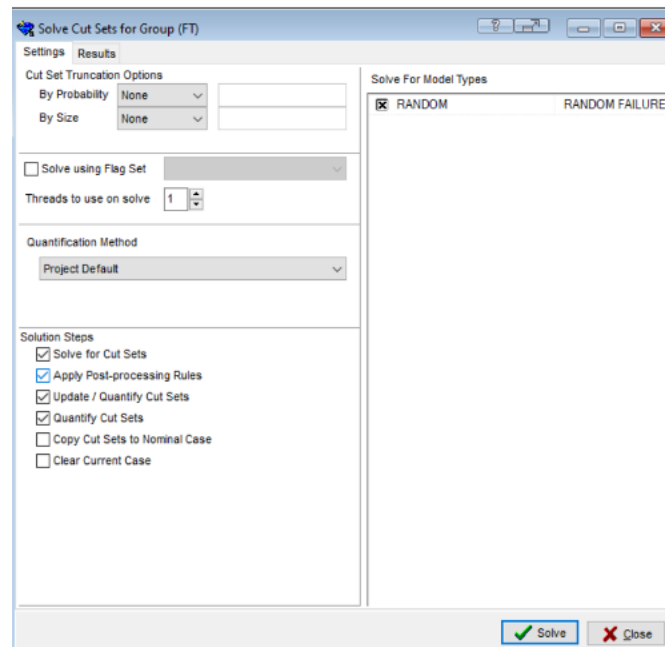 Solve Cut Sets for Group (FT)
Settings Results
Cut Set Truncation Options
By Probability None
By Size None
Solve using Flag Set
Threads to use on solve 1
Quantification Method
Project Default
Solution Steps
Solve for Cut Sets
Apply Post-processing Rules
Update / Quantify Cut Sets
Quantify Cut Sets
Copy Cut Sets to Nominal Case
Clear Current Case
Solve For Model Types
RANDOM RANDOM FAILURE
Solve Close